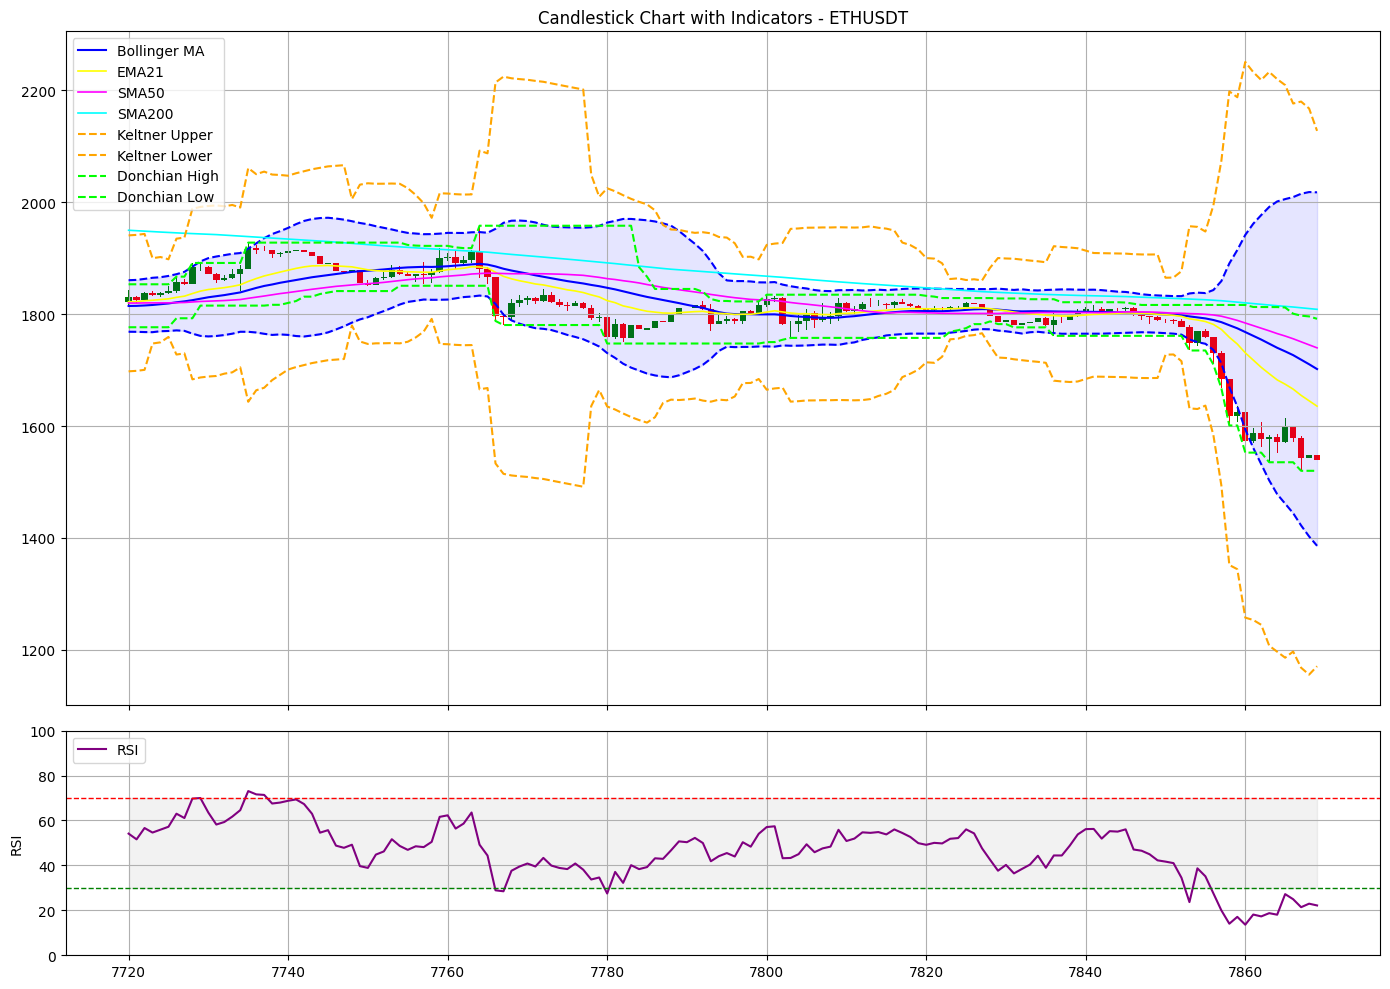 Candlestick Chart with Indicators - ETHUSDT
Bollinger MA
EMA21
SMA50
SMA200
Keltner Upper
Keltner Lower
Donchian High
Donchian Low
2200
2000
1800
1600
1400
1200
RSI
100
80
60
40
20
0
RSI
7720
7740
7760
7780
7800
7820
7840
7860